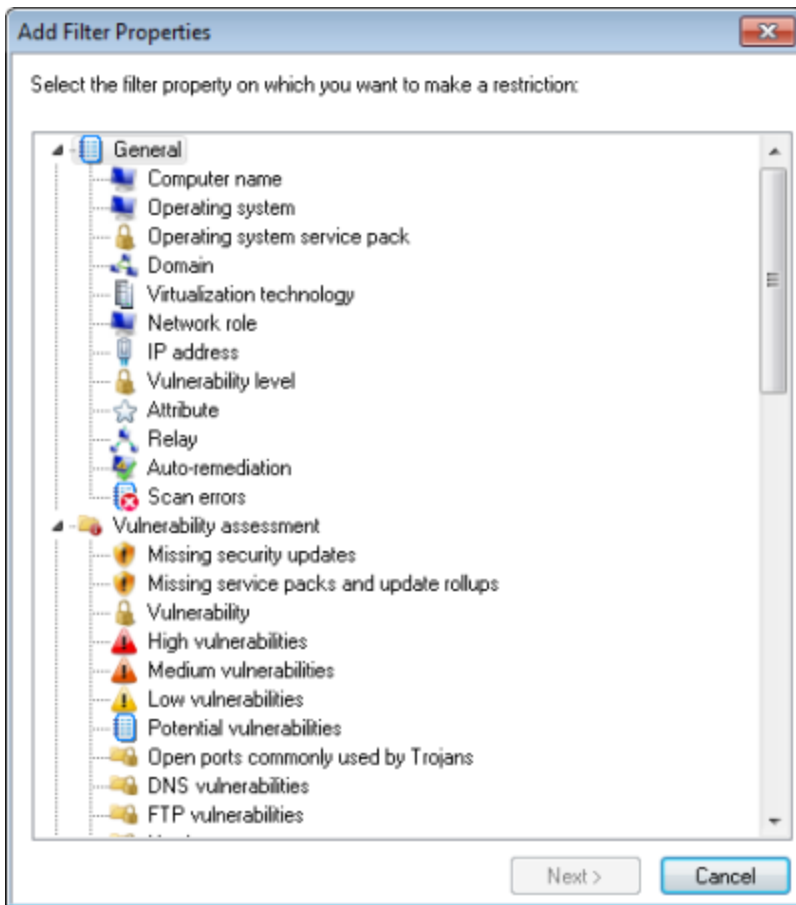 Add Filter Properties
Select the filter property on which you want to make a restriction:
General
Computer name
Operating system
Operating system service pack
Domain
Virtualization technology
Network role
IP address
Vulnerability level
Attribute
Relay
Auto-remediation
Scan errors
Vulnerability assessment
Missing security updates
Missing service packs and update rollups
Vulnerability
High vulnerabilities
Medium vulnerabilities
Low vulnerabilities
Potential vulnerabilities
Open ports commonly used by Trojans
DNS vulnerabilities
FTP vulnerabilities
Next > Cancel